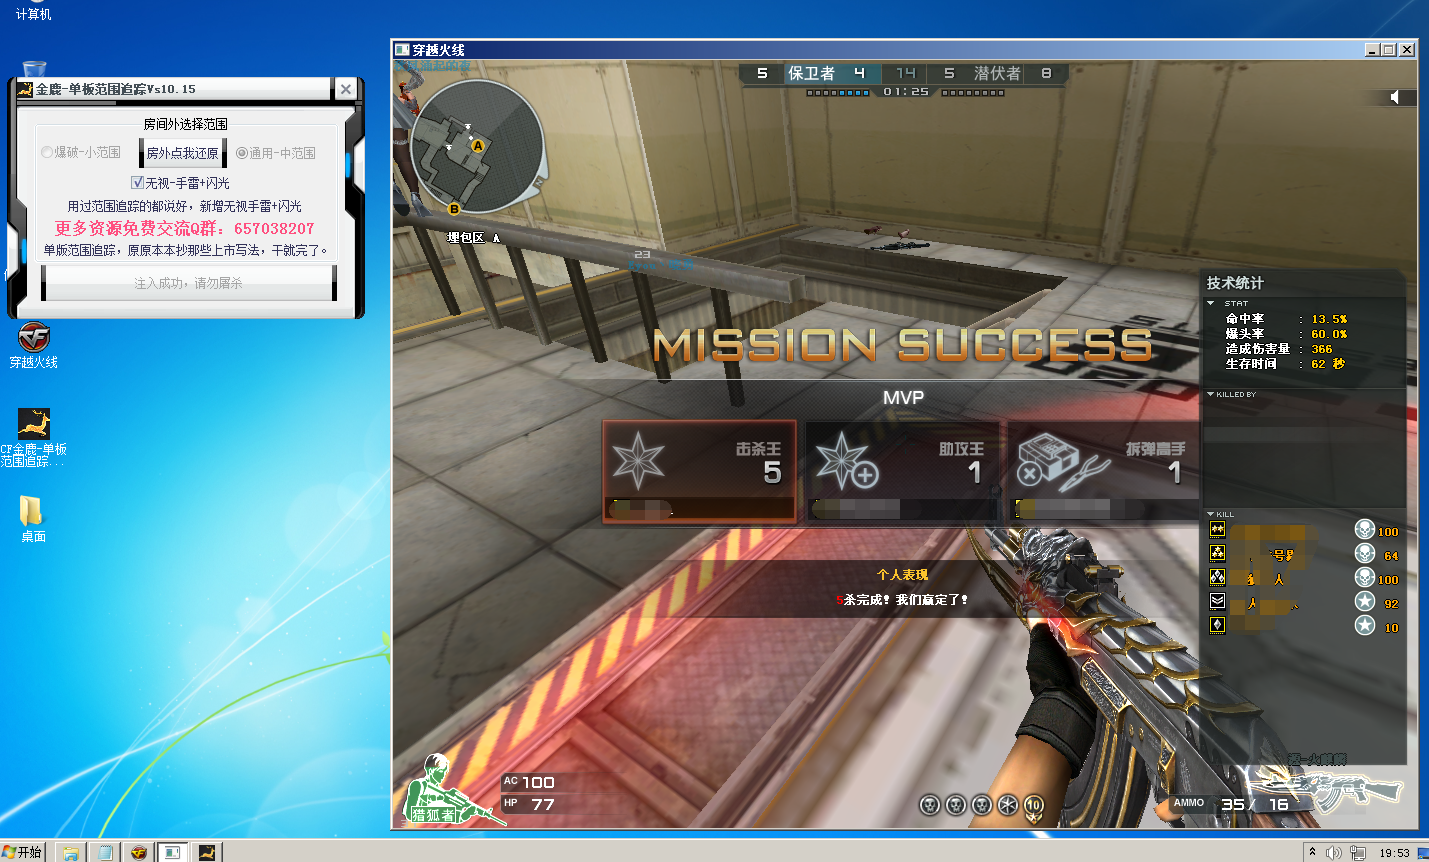 计算机
金鹿-单板范围追踪Vs10.15
房间外选择范围
爆破-小范围
房外点我还原
通用-中范围
无视-手雷+闪光
用过范围追踪的都说好，新增无视手雷+闪光
更多资源免费交流Q群：657038207
单版范围追踪，原原本本抄那些上市写法，干就完了。
注入成功，请勿屠杀
穿越火线
CF金鹿-单板
范围追踪...
桌面
穿越火线
5 保卫者 4 14 5 潜伏者 8
01:25
A
B
N
埋包区 A
23
MISSION SUCCESS
MVP
击杀王
5
助攻王
1
拆弹高手
1
个人表现
5杀完成! 我们赢定了!
技术统计
STAT
命中率 : 13.5%
爆头率 : 60.0%
造成伤害量 : 366
生存时间 : 62 秒
KILLED BY
KILL
100
号
64
人
100
人
92
10
猎狐者
AC 100
HP 77
10
AMMO 35/ 16
开始
19:53